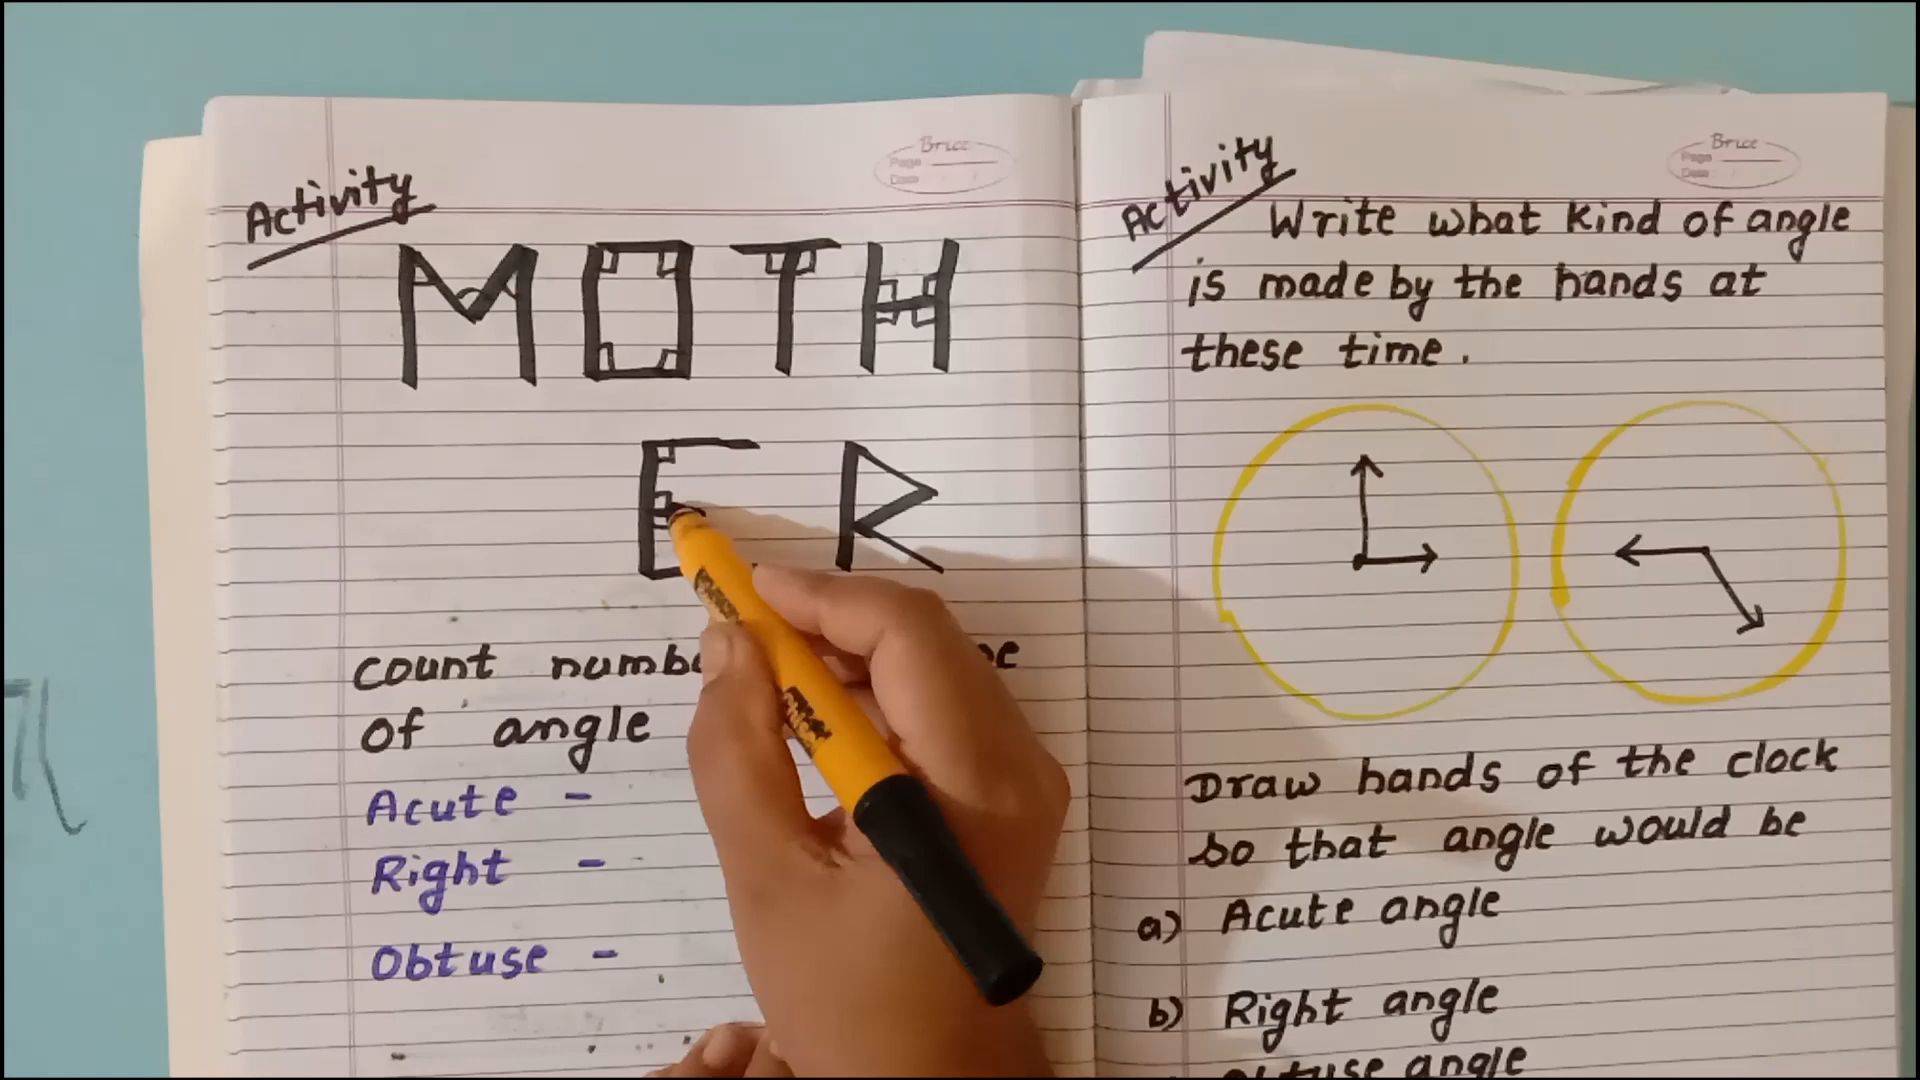 Brice
Page
Date
Activity
MOTH
ER
count
of angle
Acute -
Right -
Obtuse -
Brice
Page
Date
Activity
Write what kind of angle
is made by the hands at
these time.
Draw hands of the clock
so that angle would be
a) Acute angle
b) Right angle
obtuse angle